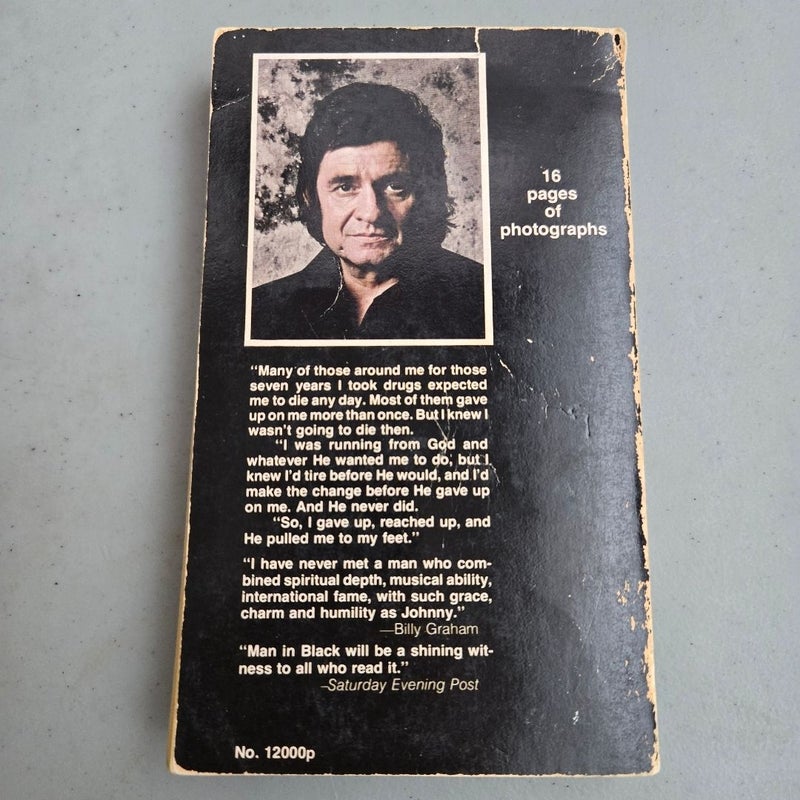 16
pages
of
photographs
“Many of those around me for those
seven years I took drugs expected
me to die any day. Most of them gave
up on me more than once. But I knew I
wasn’t going to die then.
“I was running from God and
whatever He wanted me to do, but I
knew I’d tire before He would, and I’d
make the change before He gave up
on me. And He never did.
“So, I gave up, reached up, and
He pulled me to my feet.”
“I have never met a man who com-
bined spiritual depth, musical ability,
international fame, with such grace,
charm and humility as Johnny.”
—Billy Graham
“Man in Black will be a shining wit-
ness to all who read it.”
–Saturday Evening Post
No. 12000p